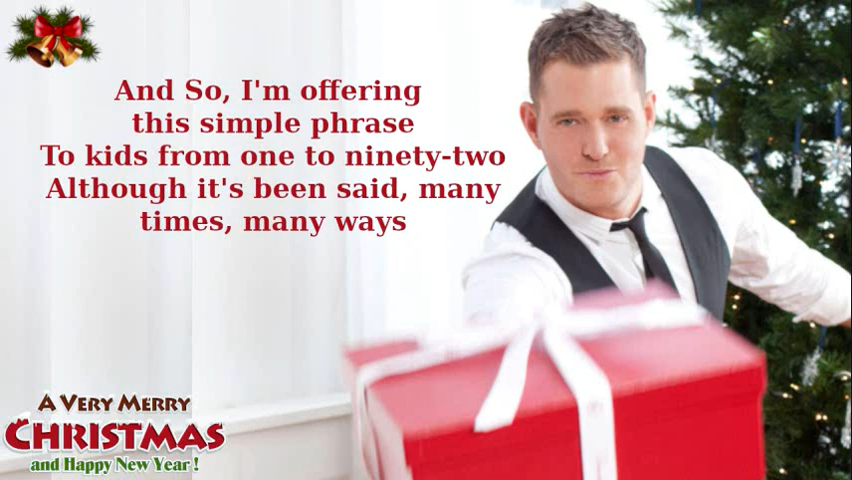 And So, I'm offering
this simple phrase
To kids from one to ninety-two
Although it's been said, many
times, many ways
A Very Merry
Christmas
and Happy New Year !